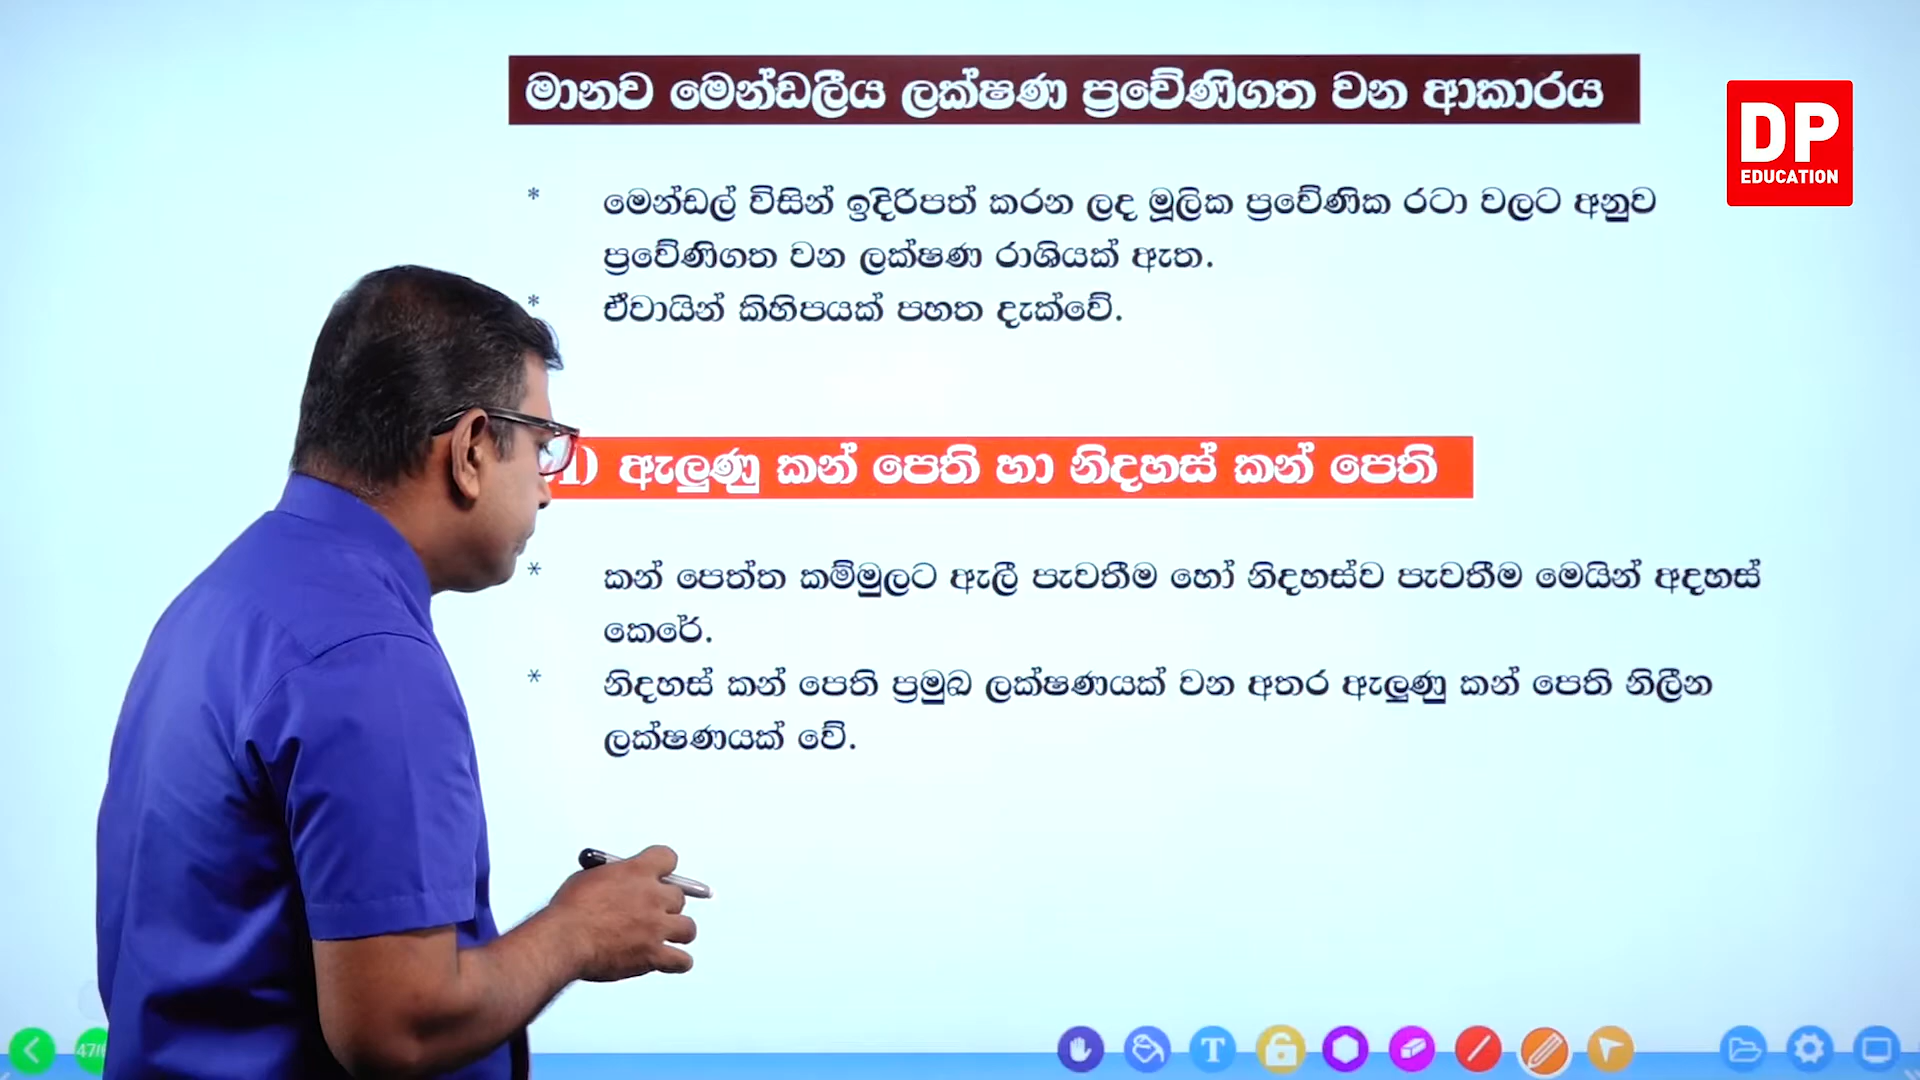 මානව මෙන්ඩලීය ලක්ෂණ ප්‍රවේණිගත වන ආකාරය
DP
EDUCATION
* මෙන්ඩල් විසින් ඉදිරිපත් කරන ලද මූලික ප්‍රවේණික රටා වලට අනුව
ප්‍රවේණිගත වන ලක්ෂණ රාශියක් ඇත.
* ඒවායින් කිහිපයක් පහත දැක්වේ.
1) ඇලුණු කන් පෙති හා නිදහස් කන් පෙති
* කන් පෙත්ත කම්මුලට ඇලී පැවතීම හෝ නිදහස්ව පැවතීම මෙයින් අදහස්
කෙරේ.
* නිදහස් කන් පෙති ප්‍රමුඛ ලක්ෂණයක් වන අතර ඇලුණු කන් පෙති නිලීන
ලක්ෂණයක් වේ.
T